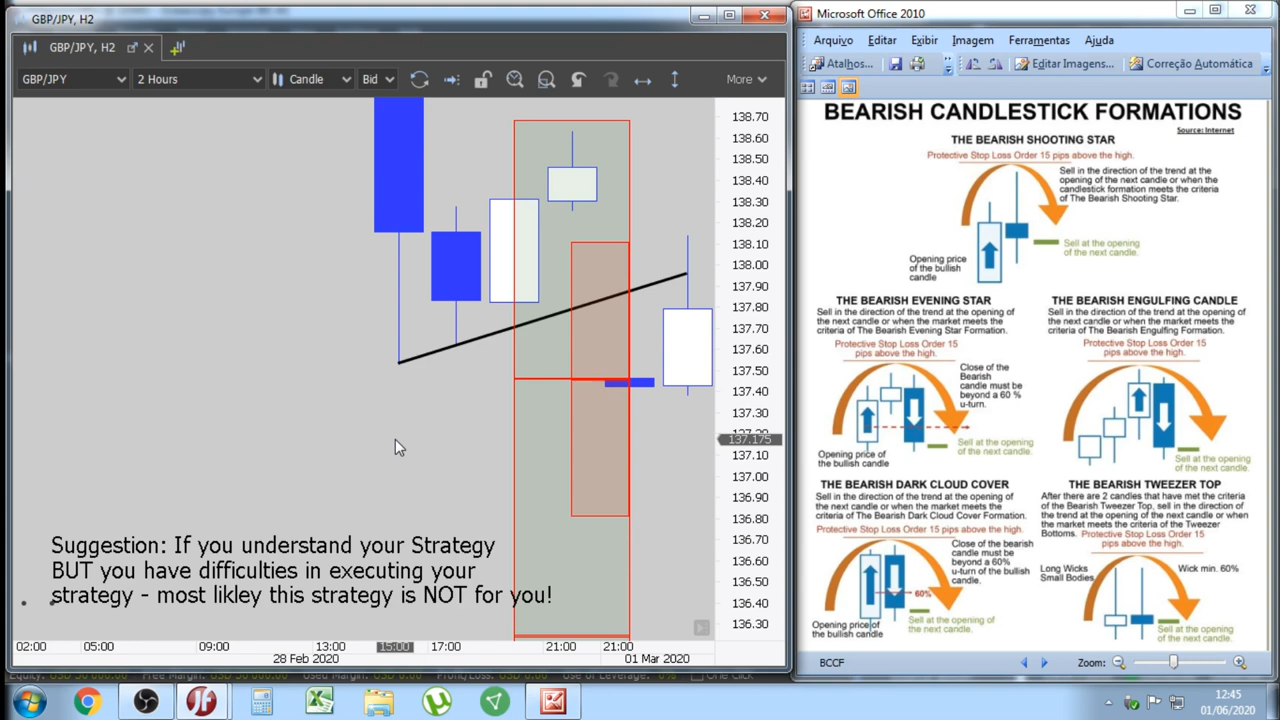 GBP/JPY, H2
GBP/JPY, H2
GBP/JPY
2 Hours
Candle
Bid
More
138.70
138.60
138.50
138.40
138.30
138.20
138.10
138.00
137.90
137.80
137.70
137.60
137.50
137.40
137.30
137.175
137.10
137.00
136.90
136.80
136.70
136.60
136.50
136.40
136.30
Suggestion: If you understand your Strategy
BUT you have difficulties in executing your
strategy - most likley this strategy is NOT for you!
02:00 05:00 09:00 13:00 15:00 17:00 21:00 21:00
28 Feb 2020 01 Mar 2020
Microsoft Office 2010
Arquivo Editar Exibir Imagem Ferramentas Ajuda
Atalhos... Editar Imagens... Correção Automática
BEARISH CANDLESTICK FORMATIONS
Source: Internet
THE BEARISH SHOOTING STAR
Protective Stop Loss Order 15 pips above the high.
Sell in the direction of the trend at the
opening of the next candle or when the
candlestick formation meets the criteria
of The Bearish Shooting Star.
Sell at the opening
of the next candle.
Opening price
of the bullish
candle
THE BEARISH EVENING STAR
Sell in the direction of the trend at the opening of
the next candle or when the market meets the
criteria of The Bearish Evening Star Formation.
Protective Stop Loss Order 15
pips above the high.
Close of the
Bearish
candle must be
beyond a 60 %
u-turn.
Opening price of
the bullish candle
Sell at the opening
of the next candle.
THE BEARISH ENGULFING CANDLE
Sell in the direction of the trend at the opening of
the next candle or when the market meets the
criteria of The Bearish Engulfing Formation.
Protective Stop Loss Order 15
pips above the high.
Sell at the opening
of the next candle.
THE BEARISH DARK CLOUD COVER
Sell in the direction of the trend at the opening of
the next candle or when the market meets the
criteria of The Bearish Dark Cloud Cover Formation.
Protective Stop Loss Order 15 pips above the high.
Close of the bearish
candle must be
beyond a 60%
u-turn of the bullish
candle.
60%
Opening price of
the bullish candle
Sell at the opening of
the next candle.
THE BEARISH TWEEZER TOP
After there are 2 candles that have met the criteria
of the Bearish Tweezer Top, sell in the direction of
the trend at the opening of the next candle or when
the market meets the criteria of the Tweezer
Bottoms. Protective Stop Loss Order 15
pips above the high.
Long Wicks
Small Bodies
Wick min. 60%
Sell at the opening
of the next candle.
BCCF
Zoom:
12:45
01/06/2020